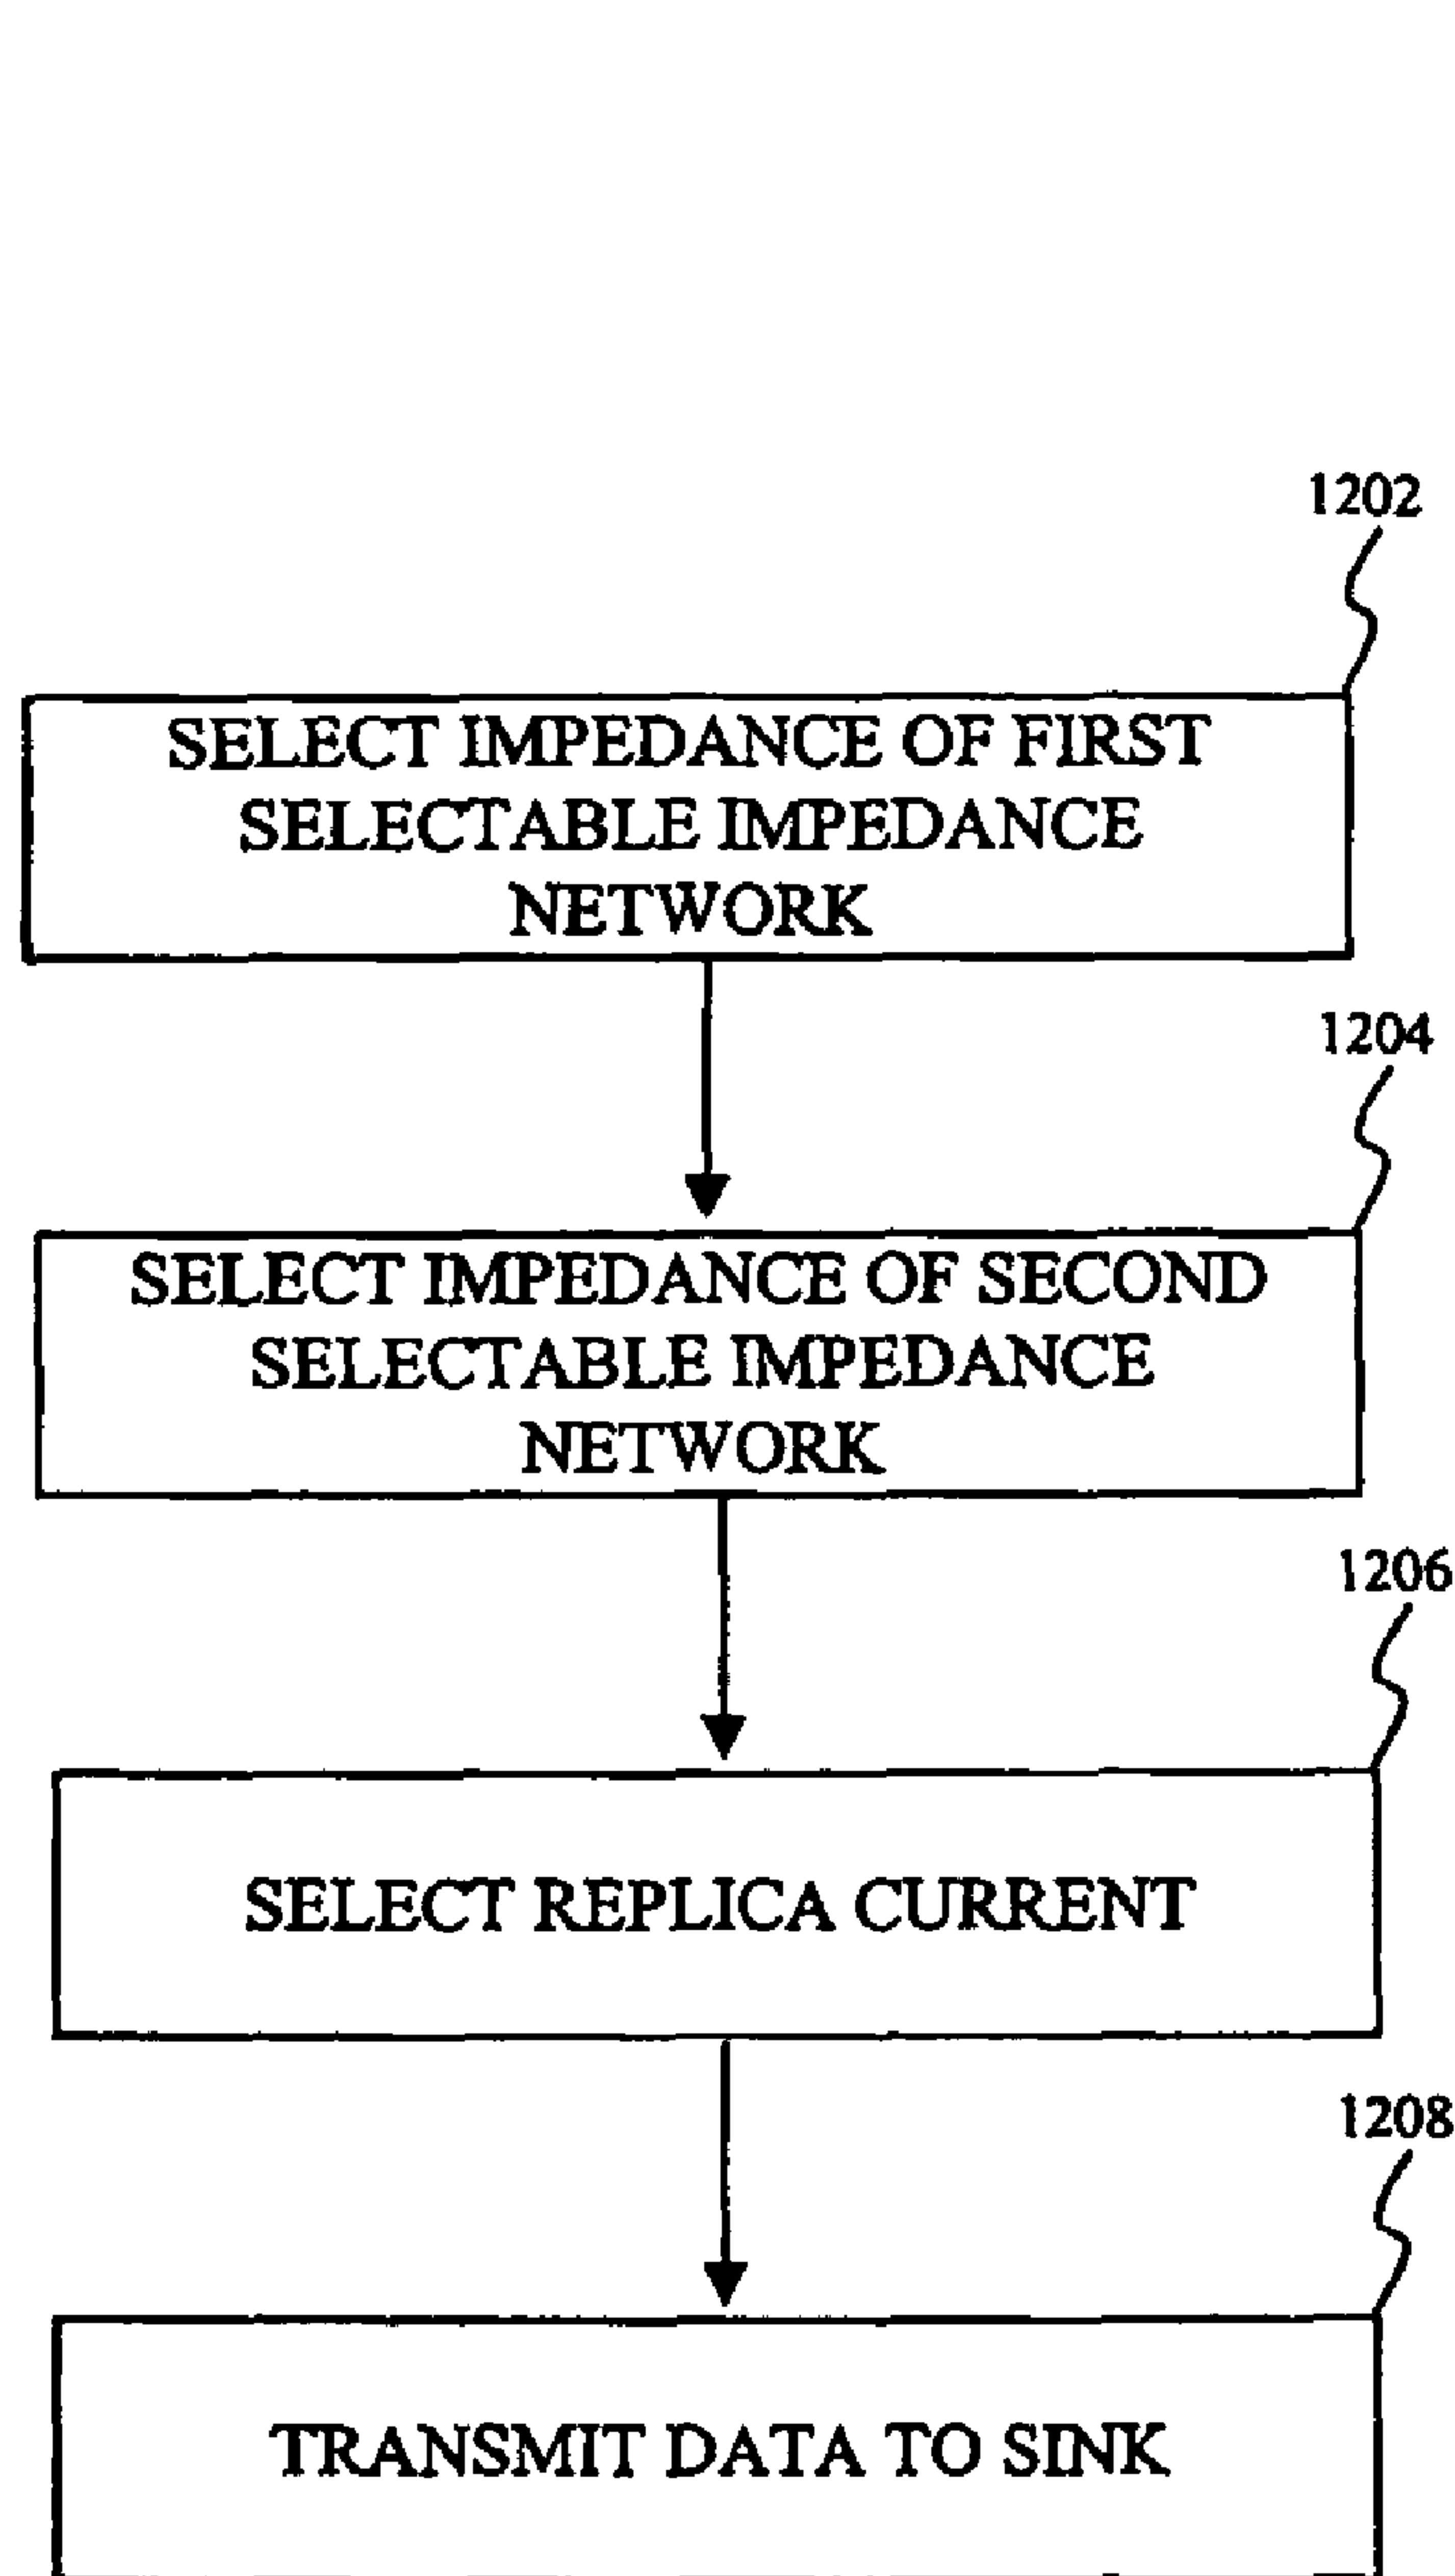 1202
SELECT IMPEDANCE OF FIRST
SELECTABLE IMPEDANCE
NETWORK
1204
SELECT IMPEDANCE OF SECOND
SELECTABLE IMPEDANCE
NETWORK
1206
SELECT REPLICA CURRENT
1208
TRANSMIT DATA TO SINK